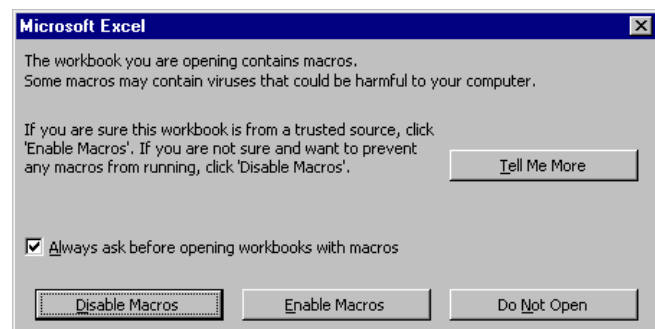 Microsoft Excel
The workbook you are opening contains macros.
Some macros may contain viruses that could be harmful to your computer.
If you are sure this workbook is from a trusted source, click
'Enable Macros'. If you are not sure and want to prevent
any macros from running, click 'Disable Macros'.
Tell Me More
Always ask before opening workbooks with macros
Disable Macros
Enable Macros
Do Not Open